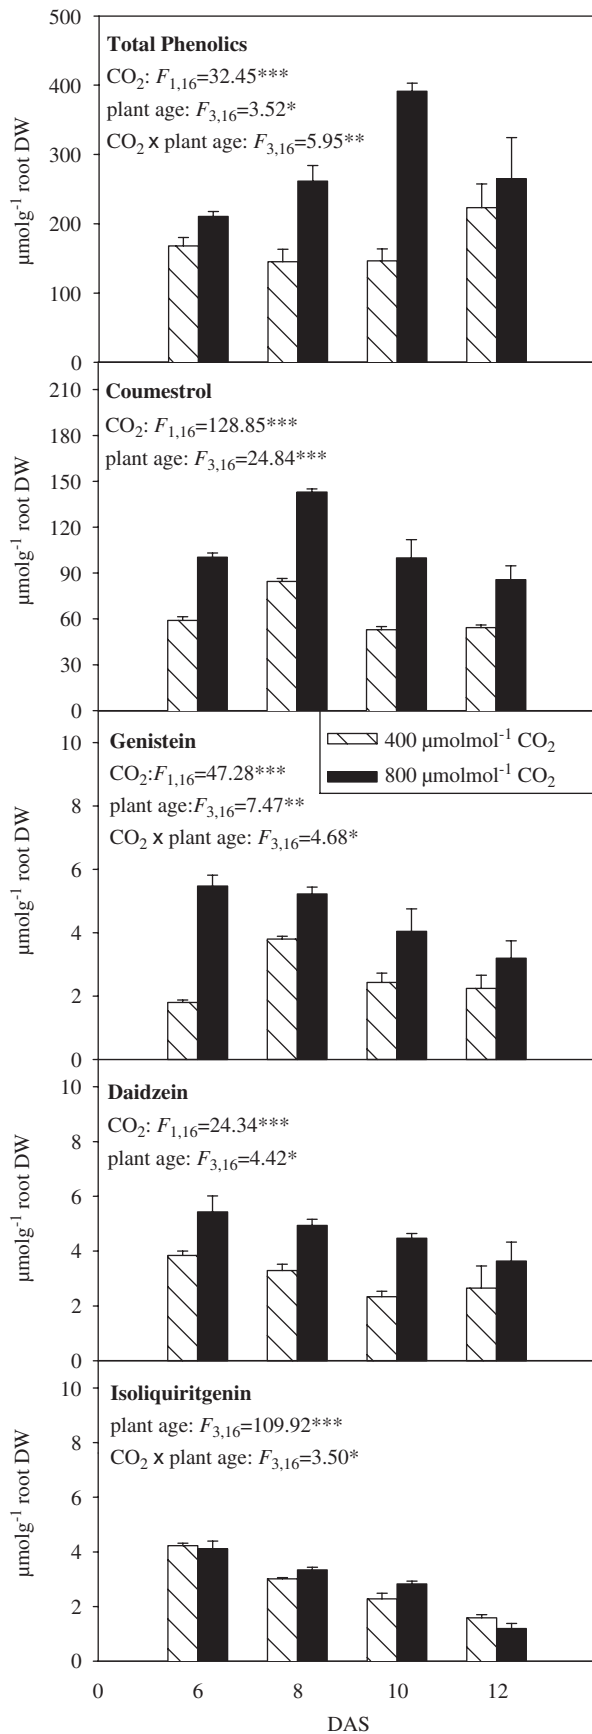 500
400
300
200
100
0
µmolg⁻¹ root DW
Total Phenolics
CO₂: F₁,₁₆=32.45***
plant age: F₃,₁₆=3.52*
CO₂ x plant age: F₃,₁₆=5.95**
210
180
150
120
90
60
30
0
µmolg⁻¹ root DW
Coumestrol
CO₂: F₁,₁₆=128.85***
plant age: F₃,₁₆=24.84***
10
8
6
4
2
0
µmolg⁻¹ root DW
Genistein
CO₂:F₁,₁₆=47.28***
plant age:F₃,₁₆=7.47**
CO₂ x plant age: F₃,₁₆=4.68*
400 µmolmol⁻¹ CO₂
800 µmolmol⁻¹ CO₂
10
8
6
4
2
0
µmolg⁻¹ root DW
Daidzein
CO₂: F₁,₁₆=24.34***
plant age: F₃,₁₆=4.42*
10
8
6
4
2
0
µmolg⁻¹ root DW
Isoliquiritgenin
plant age: F₃,₁₆=109.92***
CO₂ x plant age: F₃,₁₆=3.50*
0 6 8 10 12
DAS